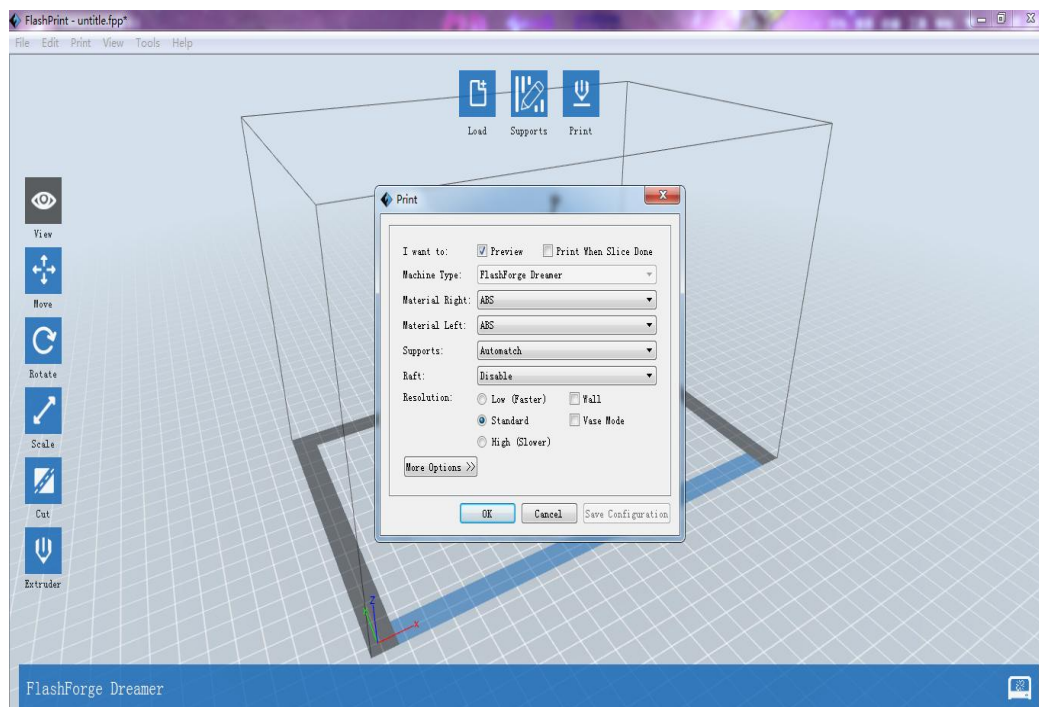 FlashPrint - untitle.fpp*
File Edit Print View Tools Help
Load Supports Print
View
Move
Rotate
Scale
Cut
Extruder
Print
I want to: Preview Print When Slice Done
Machine Type: FlashForge Dreamer
Material Right: ABS
Material Left: ABS
Supports: Automatch
Raft: Disable
Resolution: Low (Faster) Wall
Standard Vase Mode
High (Slower)
More Options >>
OK Cancel Save Configuration
Z
Y
X
FlashForge Dreamer